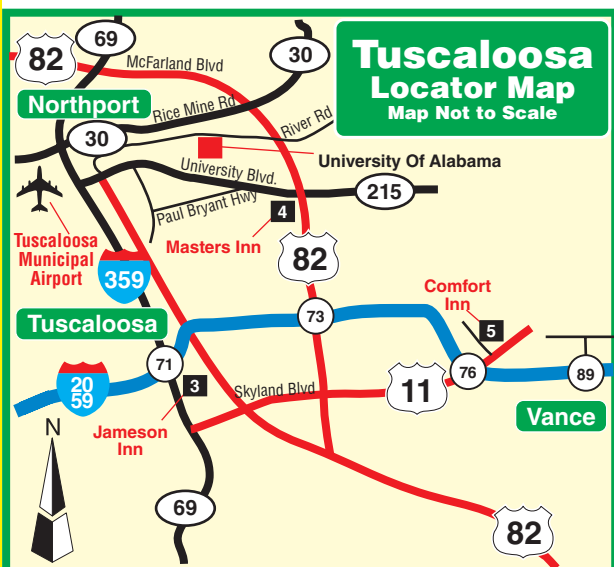 Tuscaloosa
Locator Map
Map Not to Scale
69
82
McFarland Blvd
30
Northport
Rice Mine Rd
River Rd
30
University Of Alabama
University Blvd.
215
Paul Bryant Hwy
4
Masters Inn
82
Tuscaloosa
Municipal
Airport
359
Comfort
Inn
5
Tuscaloosa
73
71
76
89
20
59
3
Skyland Blvd
11
Vance
Jameson
Inn
N
69
82